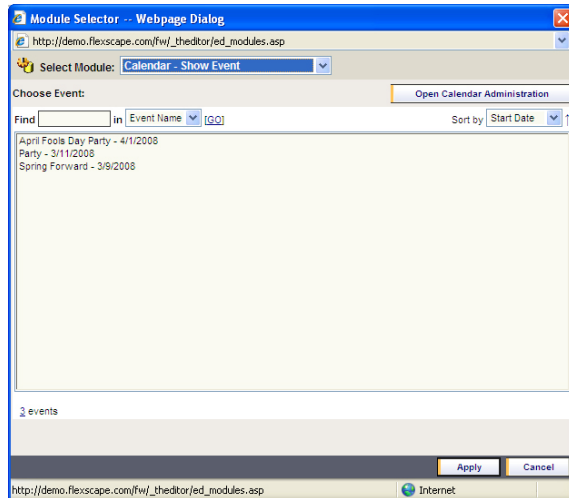 Module Selector -- Webpage Dialog
http://demo.flexscape.com/fw/_theditor/ed_modules.asp
Select Module: Calendar - Show Event
Choose Event: Open Calendar Administration
Find in Event Name [GO] Sort by Start Date ↑
April Fools Day Party - 4/1/2008
Party - 3/11/2008
Spring Forward - 3/9/2008
3 events
Apply Cancel
http://demo.flexscape.com/fw/_theditor/ed_modules.asp Internet